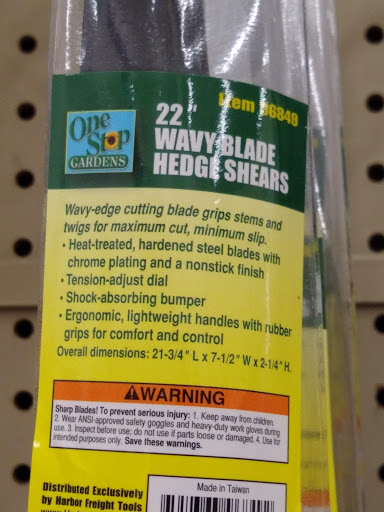 One
Stop
GARDENS
Item 96849
22"
WAVY BLADE
HEDGE SHEARS
Wavy-edge cutting blade grips stems and
twigs for maximum cut, minimum slip.
• Heat-treated, hardened steel blades with
chrome plating and a nonstick finish
• Tension-adjust dial
• Shock-absorbing bumper
• Ergonomic, lightweight handles with rubber
grips for comfort and control
Overall dimensions: 21-3/4" L x 7-1/2" W x 2-1/4" H.
WARNING
Sharp Blades! To prevent serious injury: 1. Keep away from children.
2. Wear ANSI-approved safety goggles and heavy-duty work gloves during
use. 3. Inspect before use; do not use if parts loose or damaged. 4. Use for
intended purposes only. Save these warnings.
Made in Taiwan
Distributed Exclusively
by Harbor Freight Tools